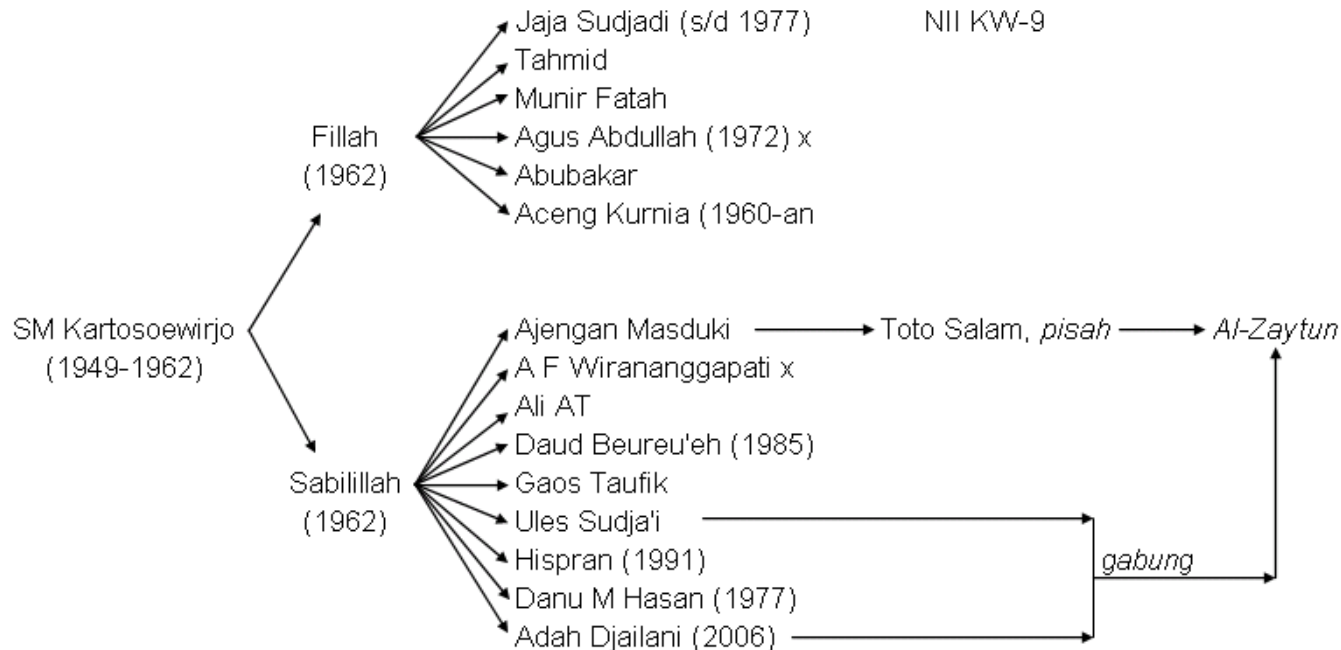 Jaja Sudjadi (s/d 1977) NII KW-9
Tahmid
Munir Fatah
Fillah
(1962)
Agus Abdullah (1972) x
Abubakar
Aceng Kurnia (1960-an
SM Kartosoewirjo
(1949-1962)
Ajengan Masduki
Toto Salam, pisah
Al-Zaytun
A F Wirananggapati x
Ali AT
Daud Beureu'eh (1985)
Sabilillah
(1962)
Gaos Taufik
Ules Sudja'i
Hispran (1991)
gabung
Danu M Hasan (1977)
Adah Djailani (2006)